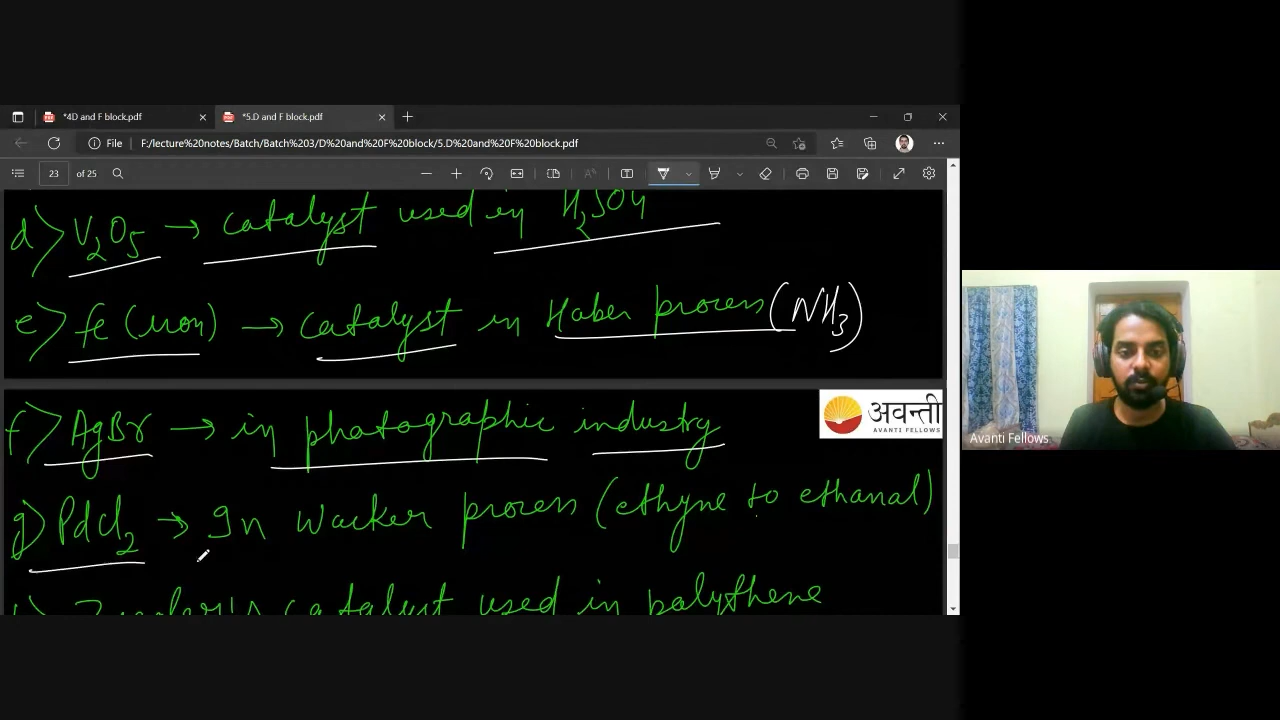 *4D and F block.pdf
*5.D and F block.pdf
File F:/lecture%20notes/Batch/Batch%203/D%20and%20F%20block/5.D%20and%20F%20block.pdf
23 of 25
d) V2O5 → catalyst used in H2SO4
e) fe (iron) → catalyst in Haber process (NH3)
f) AgBr → in photographic industry
अवन्ती
AVANTI FELLOWS
g) PdCl2 → In Wacker process (ethyne to ethanal)
catalyst used in polythene
Avanti Fellows